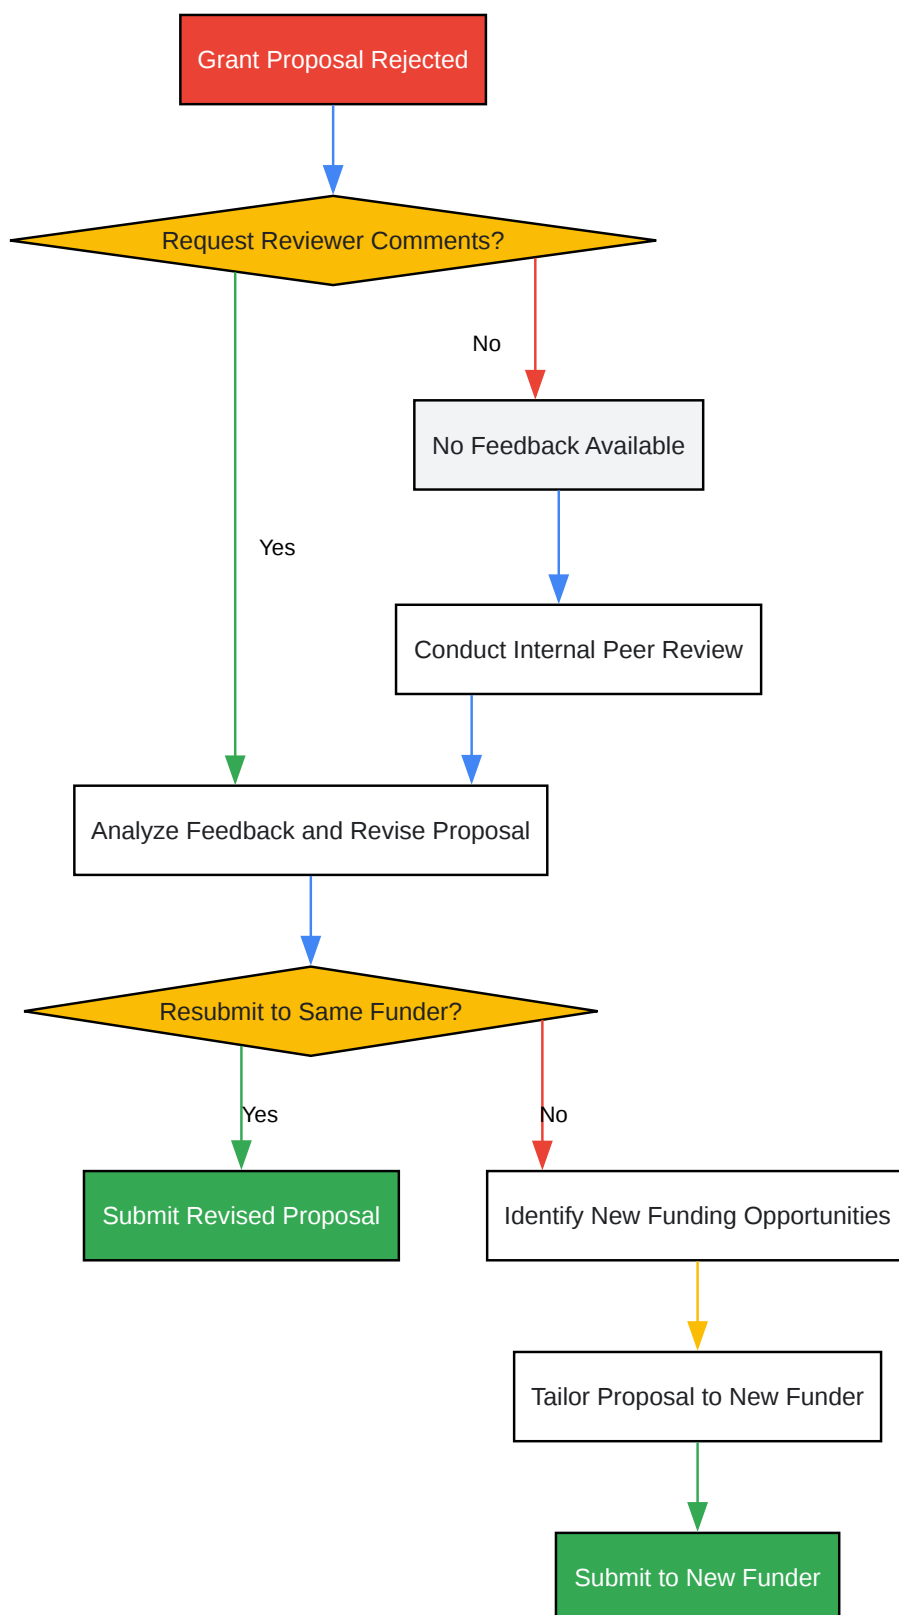 Grant Proposal Rejected
Request Reviewer Comments?
No
No Feedback Available
Yes
Conduct Internal Peer Review
Analyze Feedback and Revise Proposal
Resubmit to Same Funder?
Yes
No
Submit Revised Proposal
Identify New Funding Opportunities
Tailor Proposal to New Funder
Submit to New Funder